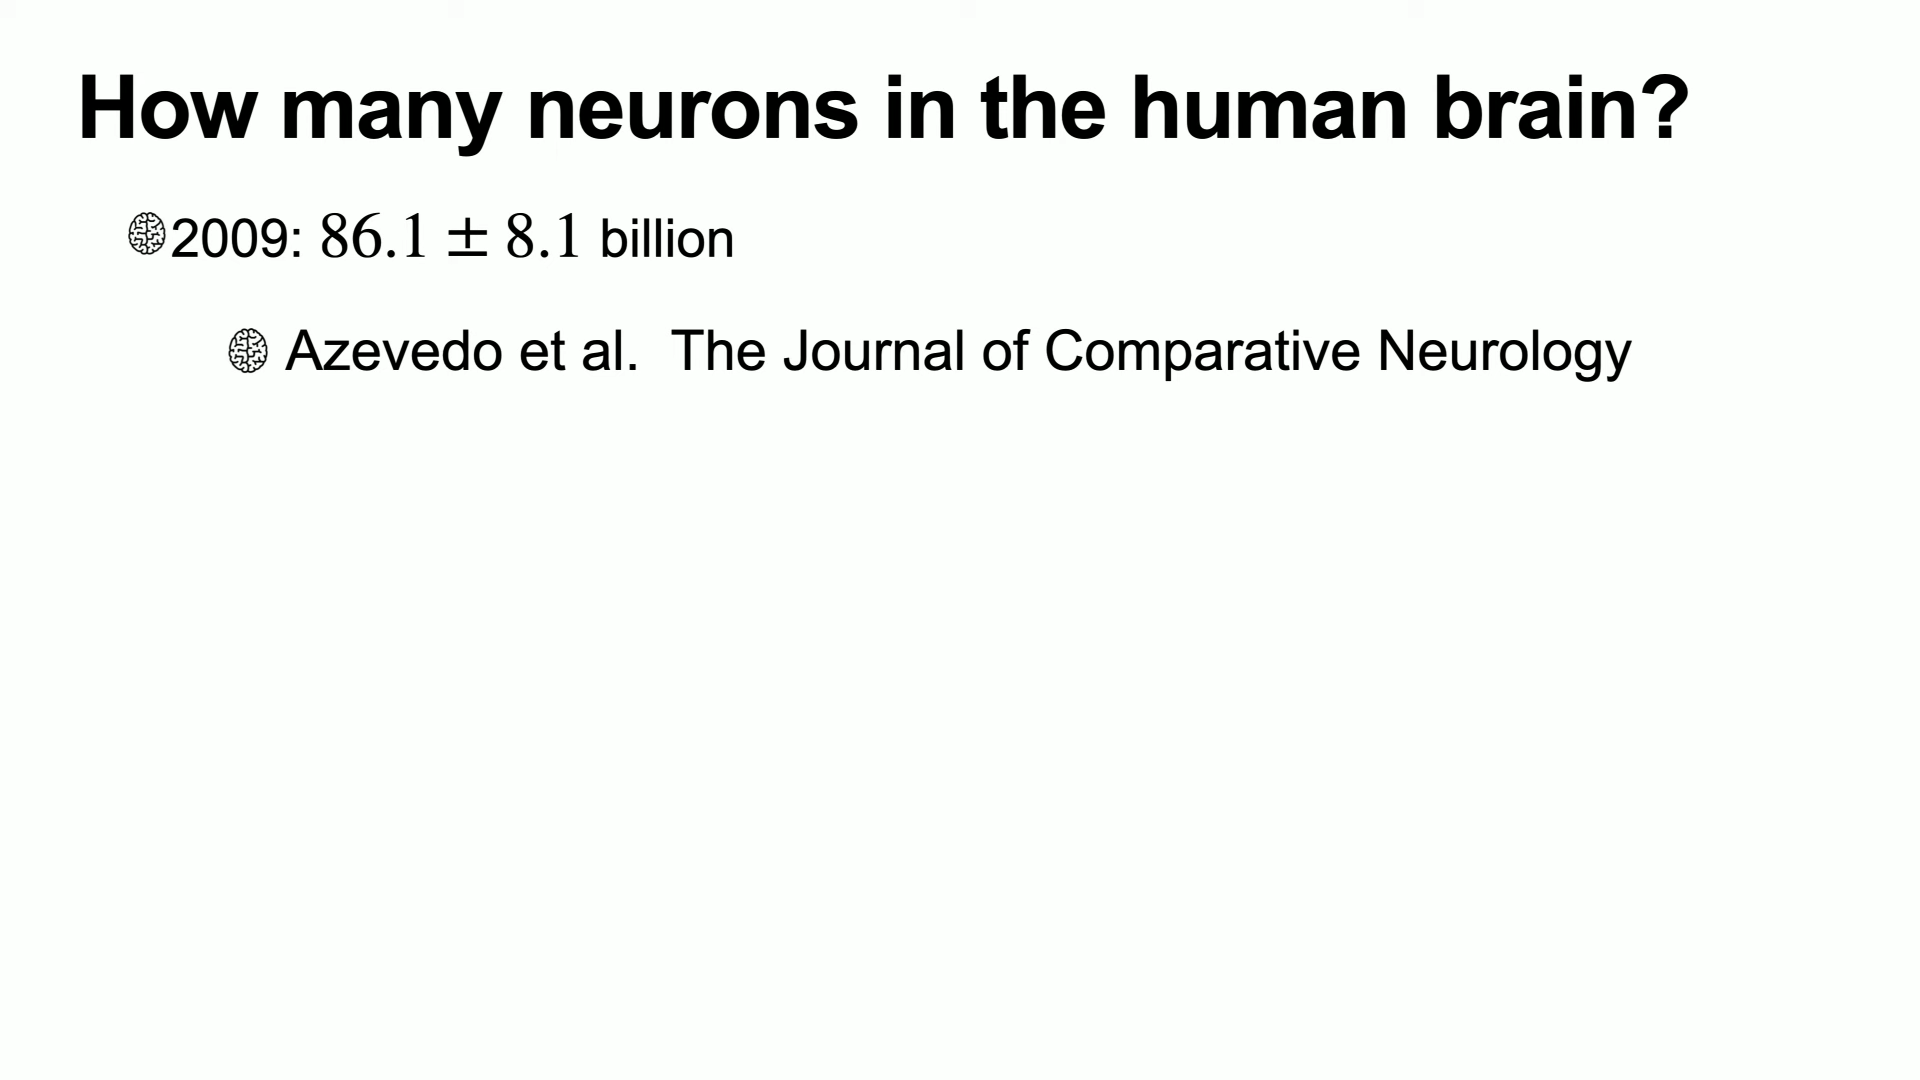 How many neurons in the human brain?
2009: 86.1 ± 8.1 billion
Azevedo et al. The Journal of Comparative Neurology